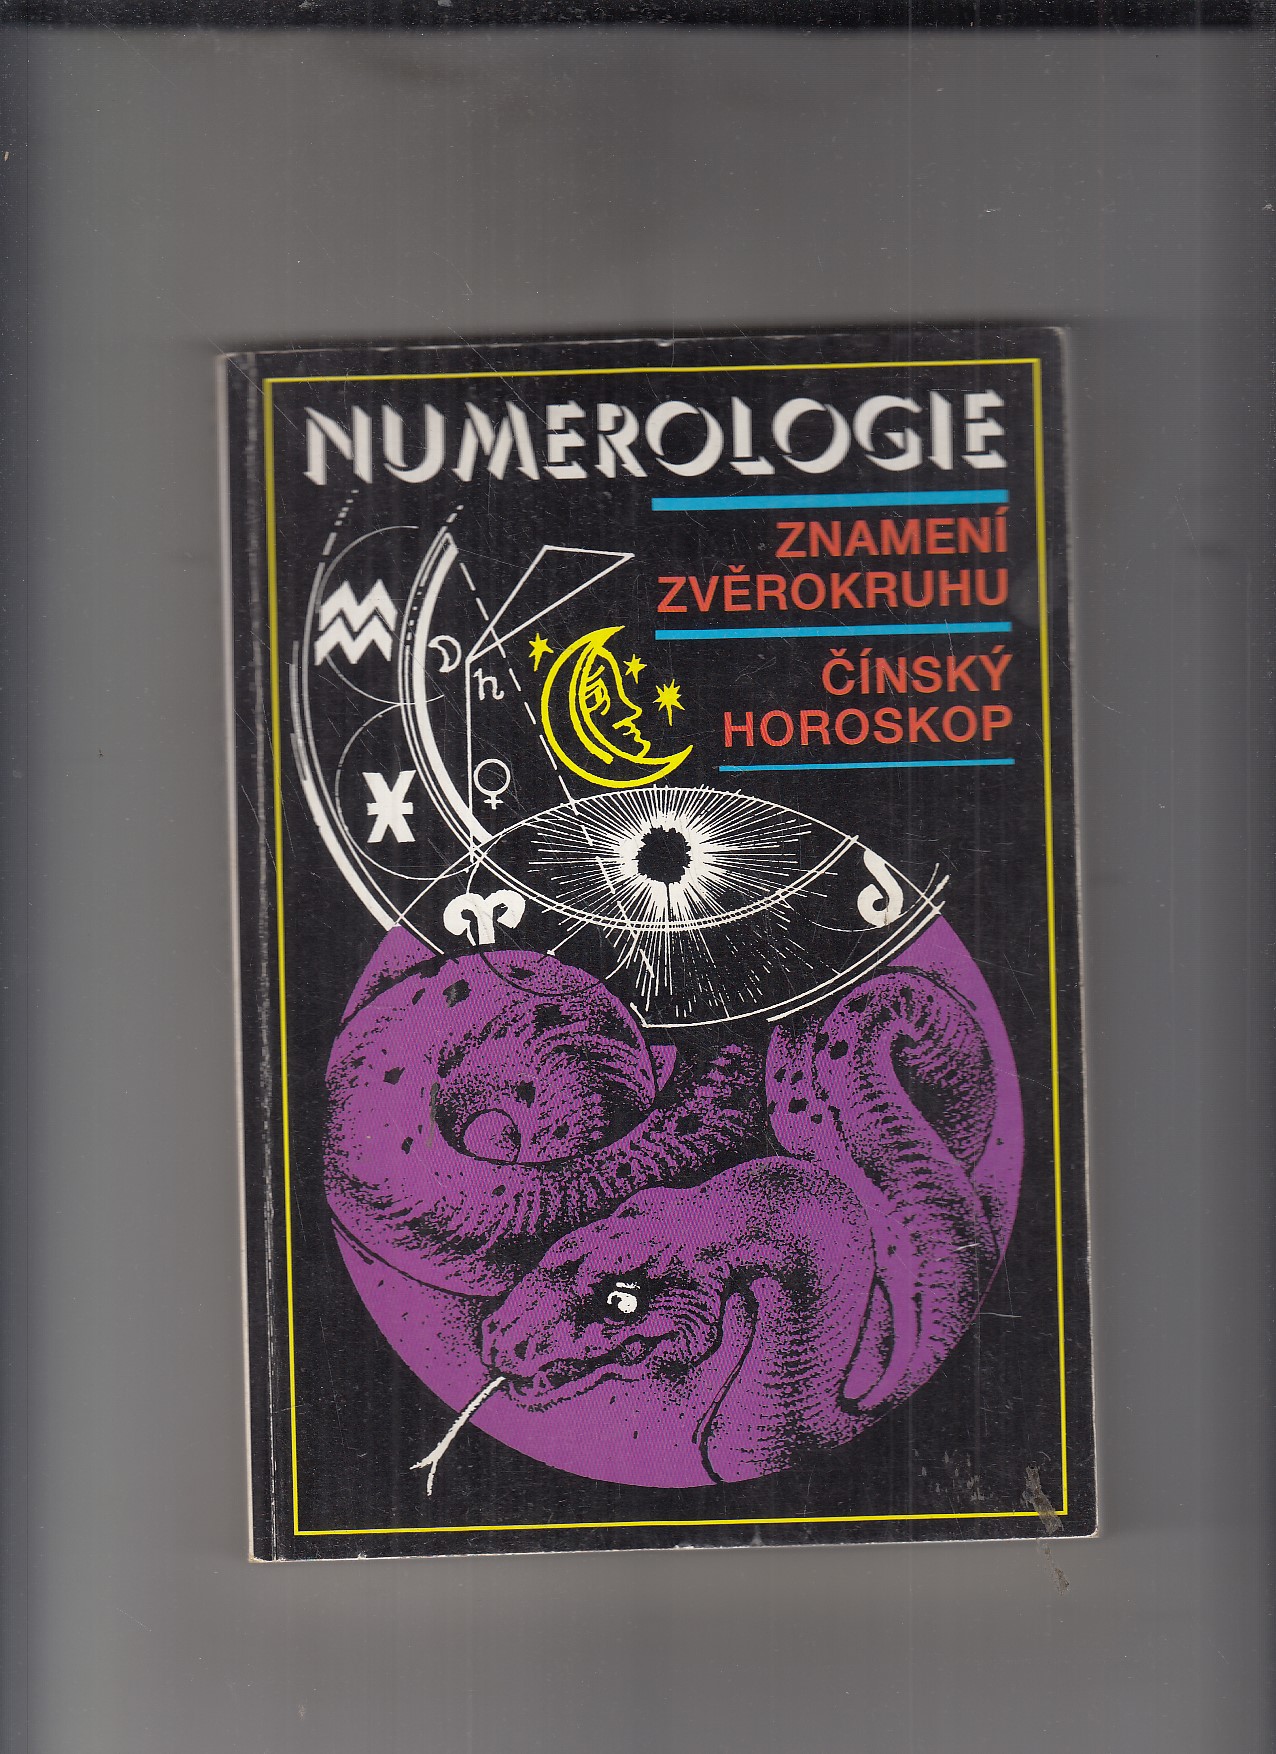 NUMEROLOGIE
ZNAMENÍ
ZVĚROKRUHU
ČÍNSKÝ
HOROSKOP